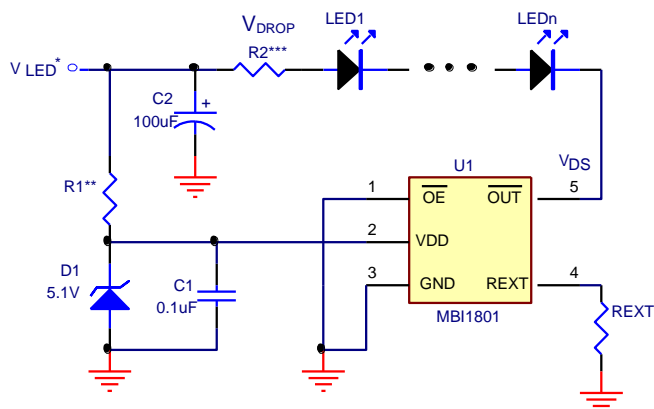 V LED*
VDROP
R2***
LED1
LEDn
C2
100uF
+
R1**
U1
VDS
1
OE
OUT
5
2
VDD
3
GND
REXT
4
D1
5.1V
C1
0.1uF
MBI1801
REXT